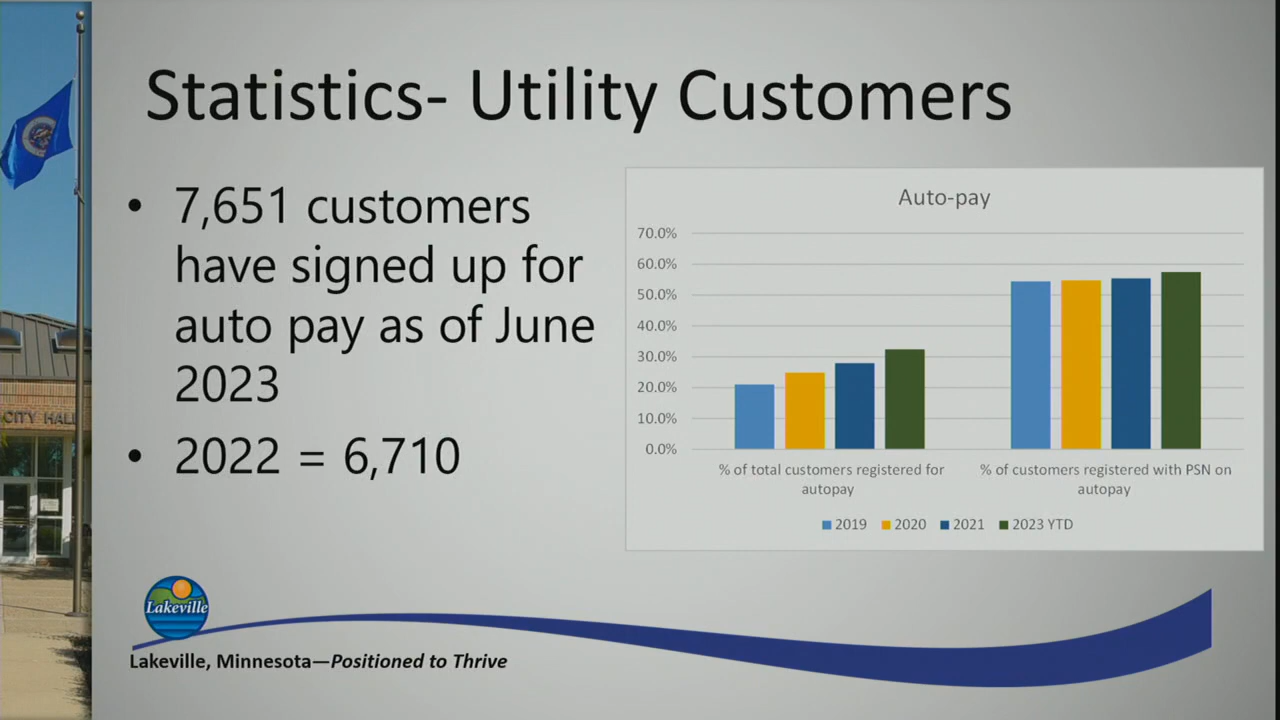 Statistics- Utility Customers
• 7,651 customers
have signed up for
auto pay as of June
2023
• 2022 = 6,710
Auto-pay
70.0%
60.0%
50.0%
40.0%
30.0%
20.0%
10.0%
0.0%
% of total customers registered for
autopay
% of customers registered with PSN on
autopay
2019 2020 2021 2023 YTD
CITY HALL
Lakeville
Lakeville, Minnesota—Positioned to Thrive